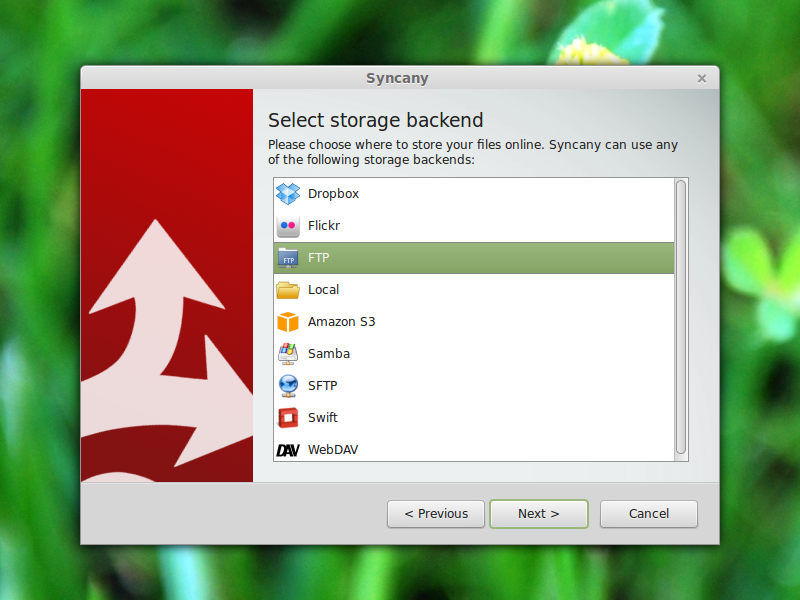 Syncany
Select storage backend
Please choose where to store your files online. Syncany can use any
of the following storage backends:
Dropbox
Flickr
FTP
FTP
Local
Amazon S3
Samba
SFTP
Swift
DAV
WebDAV
< Previous
Next >
Cancel